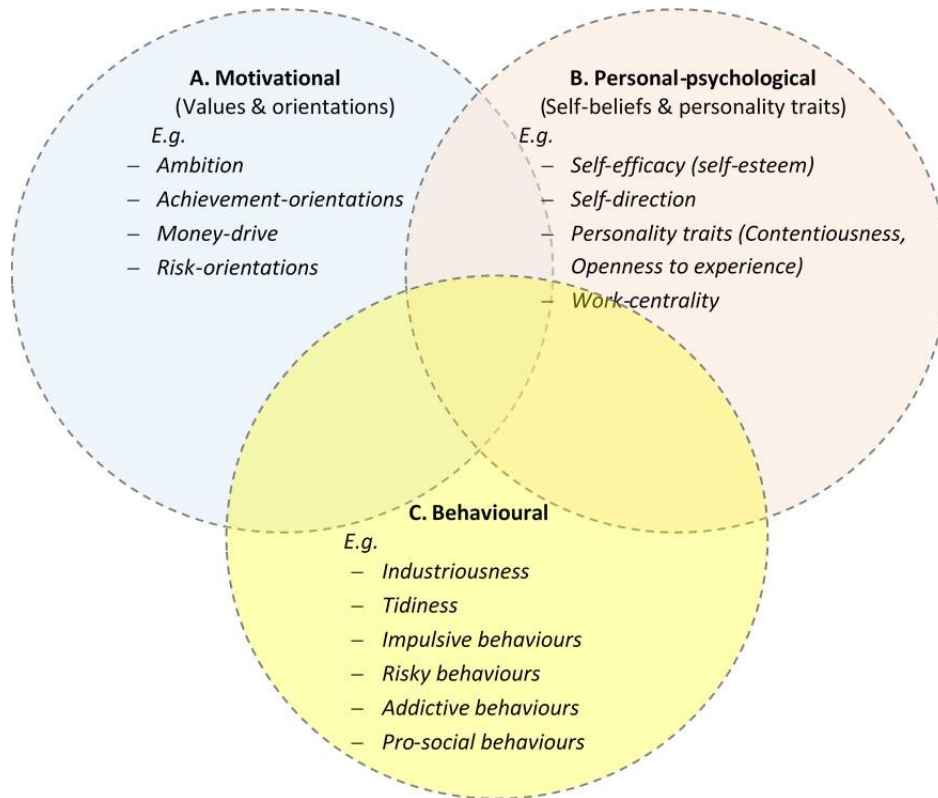 A. Motivational
(Values & orientations)
E.g.
– Ambition
– Achievement-orientations
– Money-drive
– Risk-orientations
B. Personal-psychological
(Self-beliefs & personality traits)
E.g.
– Self-efficacy (self-esteem)
– Self-direction
– Personality traits (Contentiousness,
Openness to experience)
– Work-centrality
C. Behavioural
E.g.
– Industriousness
– Tidiness
– Impulsive behaviours
– Risky behaviours
– Addictive behaviours
– Pro-social behaviours